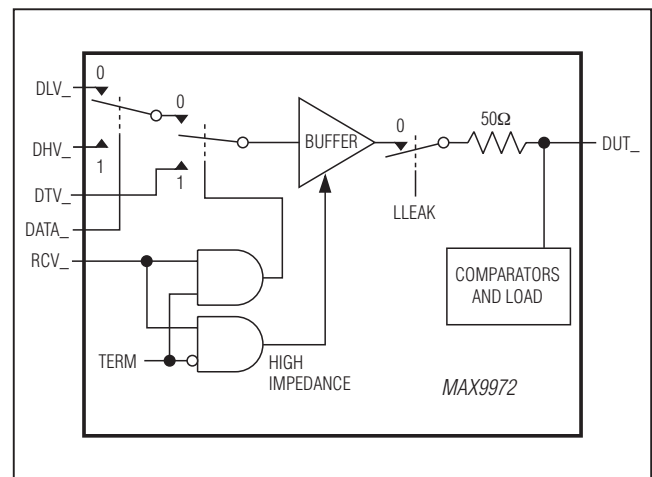 DLV_
0
DHV_
1
DTV_
DATA_
RCV_
0
1
BUFFER
0
LLEAK
50Ω
DUT_
COMPARATORS
AND LOAD
TERM
HIGH
IMPEDANCE
MAX9972